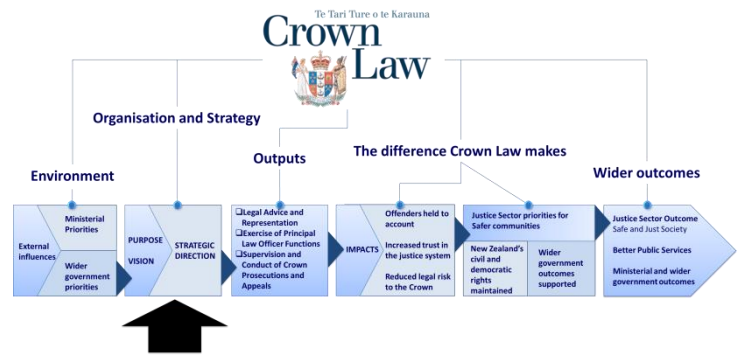 Te Tari Ture o te Karauna
Crown
Law
Organisation and Strategy
The difference Crown Law makes
Outputs
Environment
Wider outcomes
External
influences
Ministerial
Priorities
Wider
government
priorities
PURPOSE
VISION
STRATEGIC
DIRECTION
❑Legal Advice and
Representation
❑Exercise of Principal
Law Officer Functions
❑Supervision and
Conduct of Crown
Prosecutions and
Appeals
IMPACTS
Offenders held to
account
Increased trust in
the justice system
Reduced legal risk
to the Crown
Justice Sector priorities for
Safer communities
New Zealand's
civil and
democratic
rights
maintained
Wider
government
outcomes
supported
Justice Sector Outcome
Safe and Just Society
Better Public Services
Ministerial and wider
government outcomes